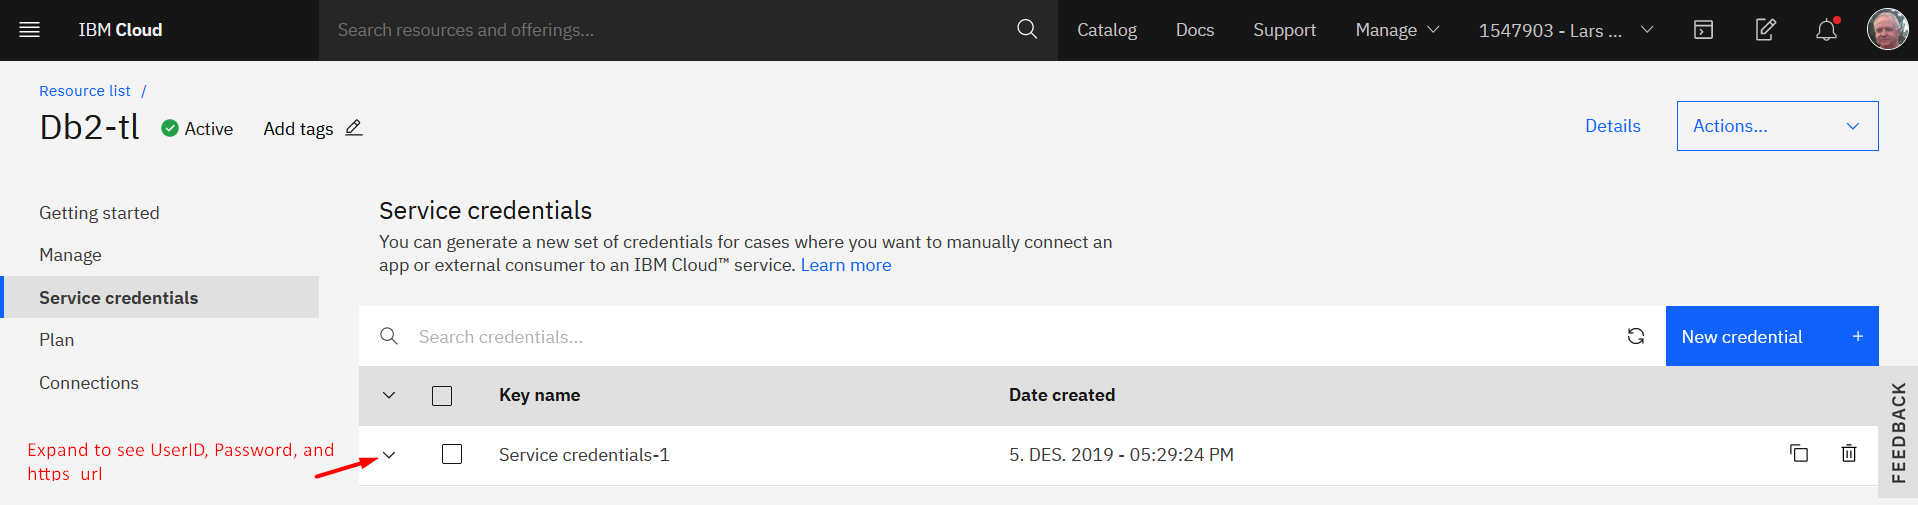 IBM Cloud
Search resources and offerings...
Catalog
Docs
Support
Manage
1547903 - Lars ...
Resource list /
Db2-tl
Active
Add tags
Details
Actions...
Getting started
Manage
Service credentials
Plan
Connections
Service credentials
You can generate a new set of credentials for cases where you want to manually connect an
app or external consumer to an IBM Cloud™ service. Learn more
Search credentials...
New credential +
Key name
Date created
Service credentials-1
5. DES. 2019 - 05:29:24 PM
Expand to see UserID, Password, and
https_url
FEEDBACK